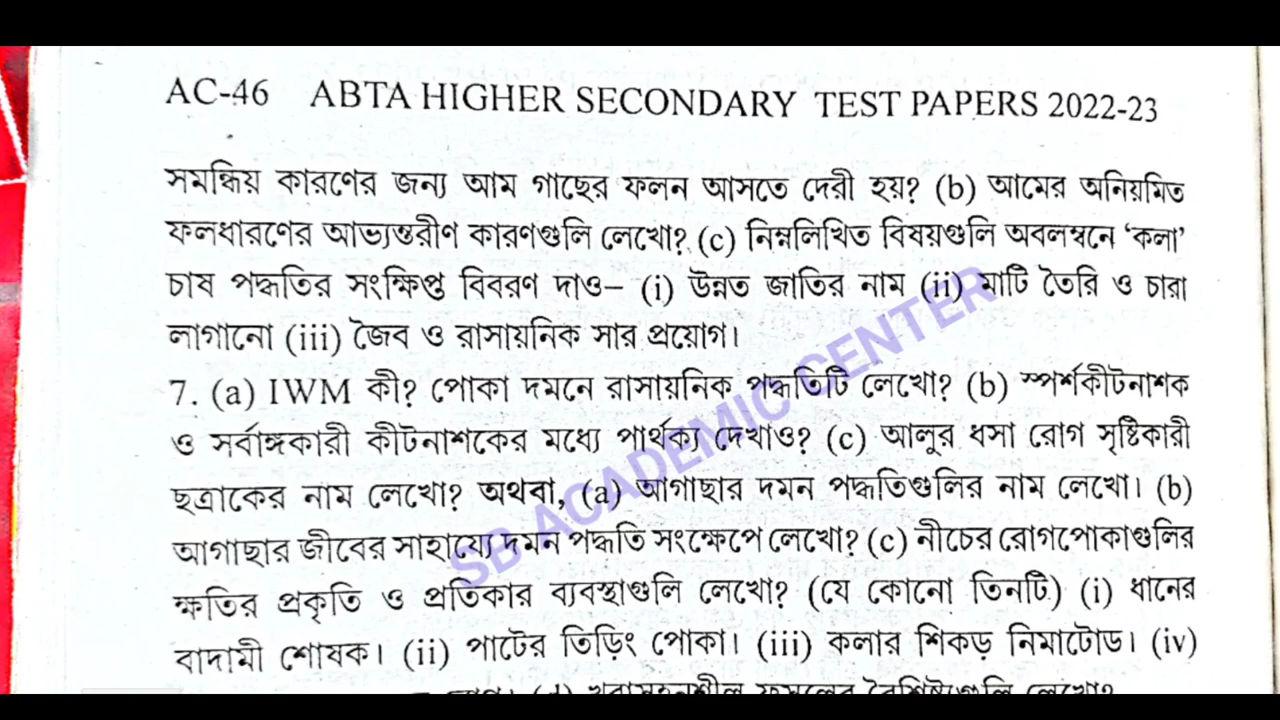 AC-46 ABTA HIGHER SECONDARY TEST PAPERS 2022-23
সমন্ধিয় কারণের জন্য আম গাছের ফলন আসতে দেরী হয়? (b) আমের অনিয়মিত
ফলধারণের আভ্যন্তরীণ কারণগুলি লেখো? (c) নিম্নলিখিত বিষয়গুলি অবলম্বনে ‘কলা’
চাষ পদ্ধতির সংক্ষিপ্ত বিবরণ দাও– (i) উন্নত জাতির নাম (ii) মাটি তৈরি ও চারা
লাগানো (iii) জৈব ও রাসায়নিক সার প্রয়োগ।
7. (a) IWM কী? পোকা দমনে রাসায়নিক পদ্ধতিটি লেখো? (b) স্পর্শকীটনাশক
ও সর্বাঙ্গকারী কীটনাশকের মধ্যে পার্থক্য দেখাও? (c) আলুর ধসা রোগ সৃষ্টিকারী
ছত্রাকের নাম লেখো? অথবা, (a) আগাছার দমন পদ্ধতিগুলির নাম লেখো। (b)
আগাছার জীবের সাহায্যে দমন পদ্ধতি সংক্ষেপে লেখো? (c) নীচের রোগপোকাগুলির
ক্ষতির প্রকৃতি ও প্রতিকার ব্যবস্থাগুলি লেখো? (যে কোনো তিনটি) (i) ধানের
বাদামী শোষক। (ii) পাটের তিড়িং পোকা। (iii) কলার শিকড় নিমাটোড। (iv)
(d) খরাসহনশীল ফসলের বৈশিষ্ট্যগুলি লেখো?
SB ACADEMIC CENTER